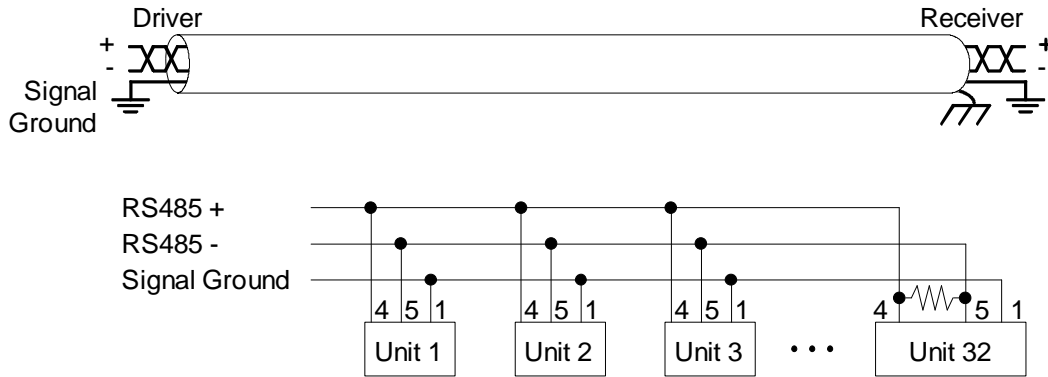 Driver
Receiver
+
-
+
-
Signal
Ground
RS485 +
RS485 -
Signal Ground
4 5 1
4 5 1
4 5 1
4 5 1
Unit 1
Unit 2
Unit 3
• • •
Unit 32